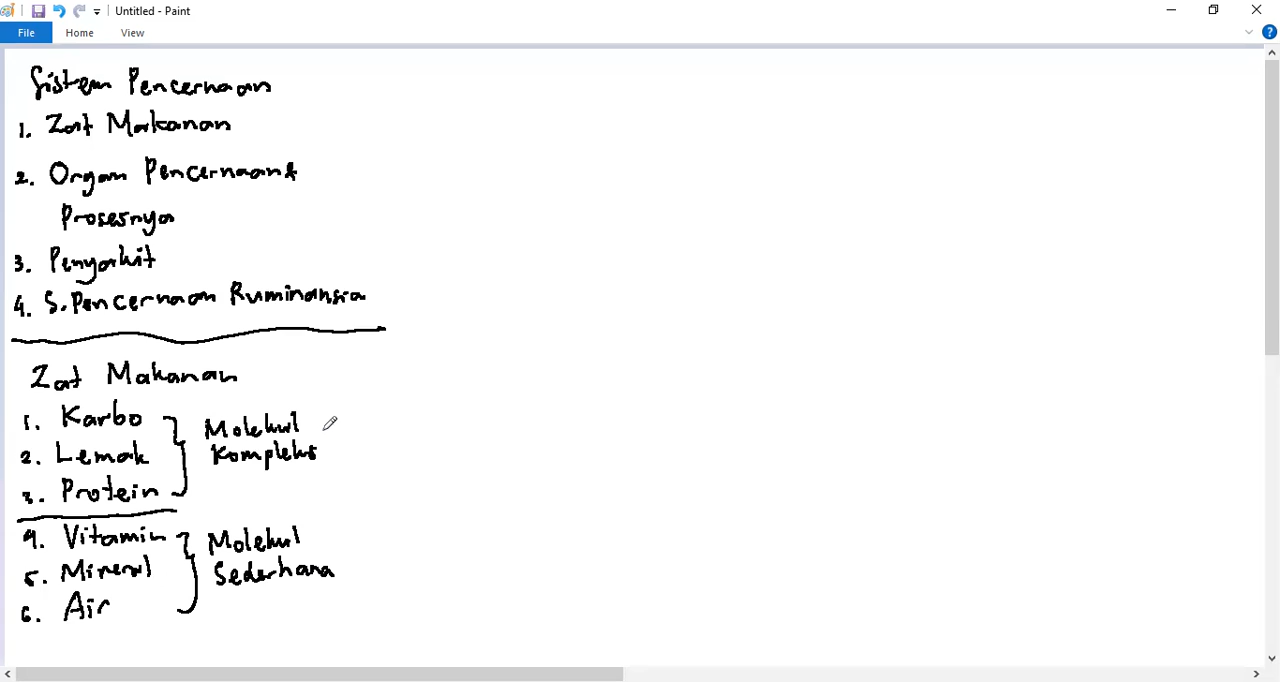 Untitled - Paint
File Home View
Sistem Pencernaan
1. Zat Makanan
2. Organ Pencernaan &
Prosesnya
3. Penyakit
4. S. Pencernaan Ruminansia
Zat Makanan
1. Karbo
2. Lemak
3. Protein
Molekul
Kompleks
4. Vitamin
5. Mineral
6. Air
Molekul
Sederhana